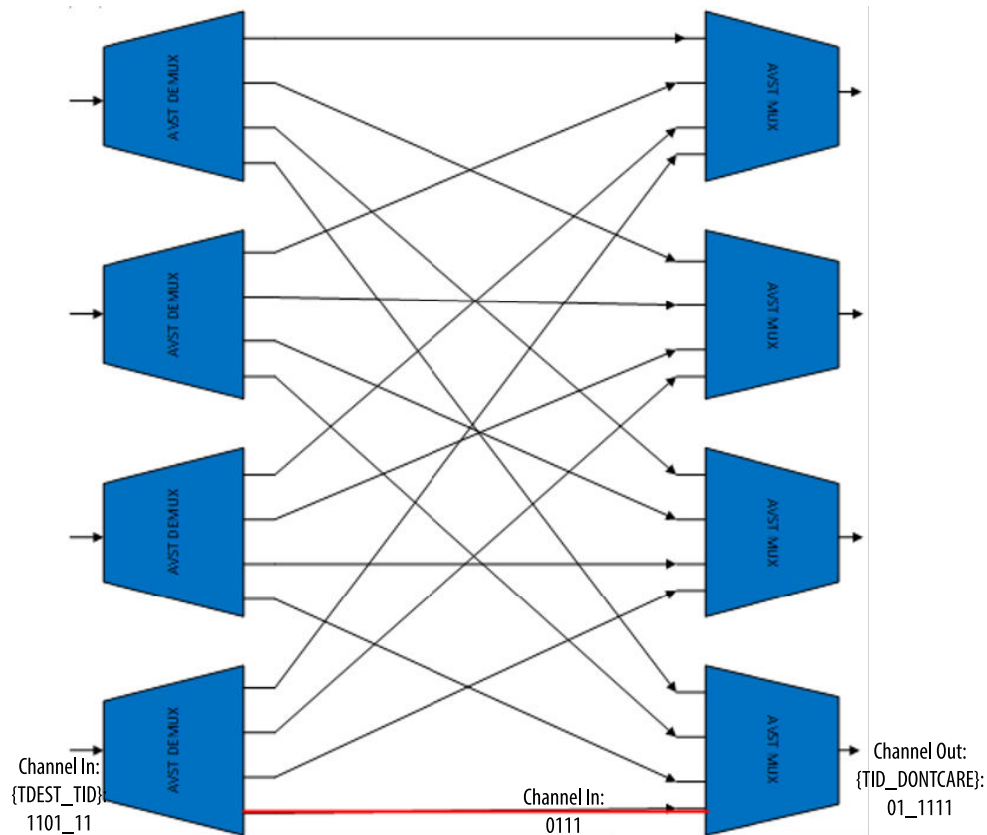 AVST DEMUX
AVST MUX
AVST DEMUX
AVST MUX
AVST DEMUX
AVST MUX
AVST DEMUX
AVST MUX
Channel In:
{TDEST_TID}:
1101_11
Channel In:
0111
Channel Out:
{TID_DONTCARE}:
01_1111